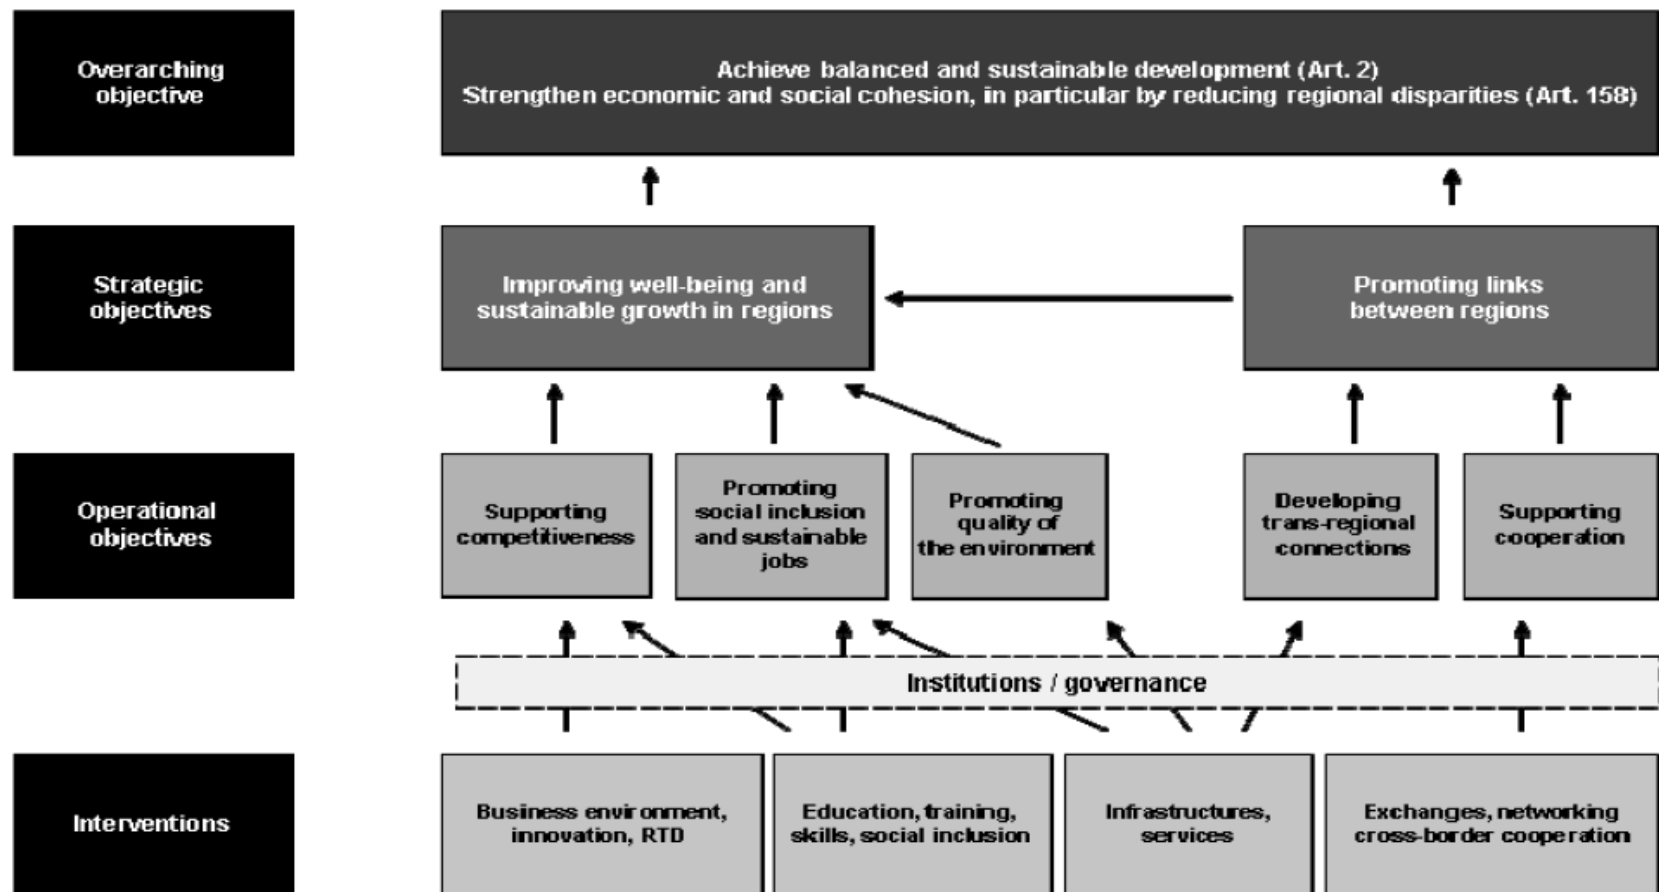 Overarching
objective
Achieve balanced and sustainable development (Art. 2)
Strengthen economic and social cohesion, in particular by reducing regional disparities (Art. 158)
Strategic
objectives
Improving well-being and
sustainable growth in regions
Promoting links
between regions
Operational
objectives
Supporting
competitiveness
Promoting
social inclusion
and sustainable
jobs
Promoting
quality of
the environment
Developing
trans-regional
connections
Supporting
cooperation
Institutions / governance
Interventions
Business environment,
innovation, RTD
Education, training,
skills, social inclusion
Infrastructures,
services
Exchanges, networking
cross-border cooperation